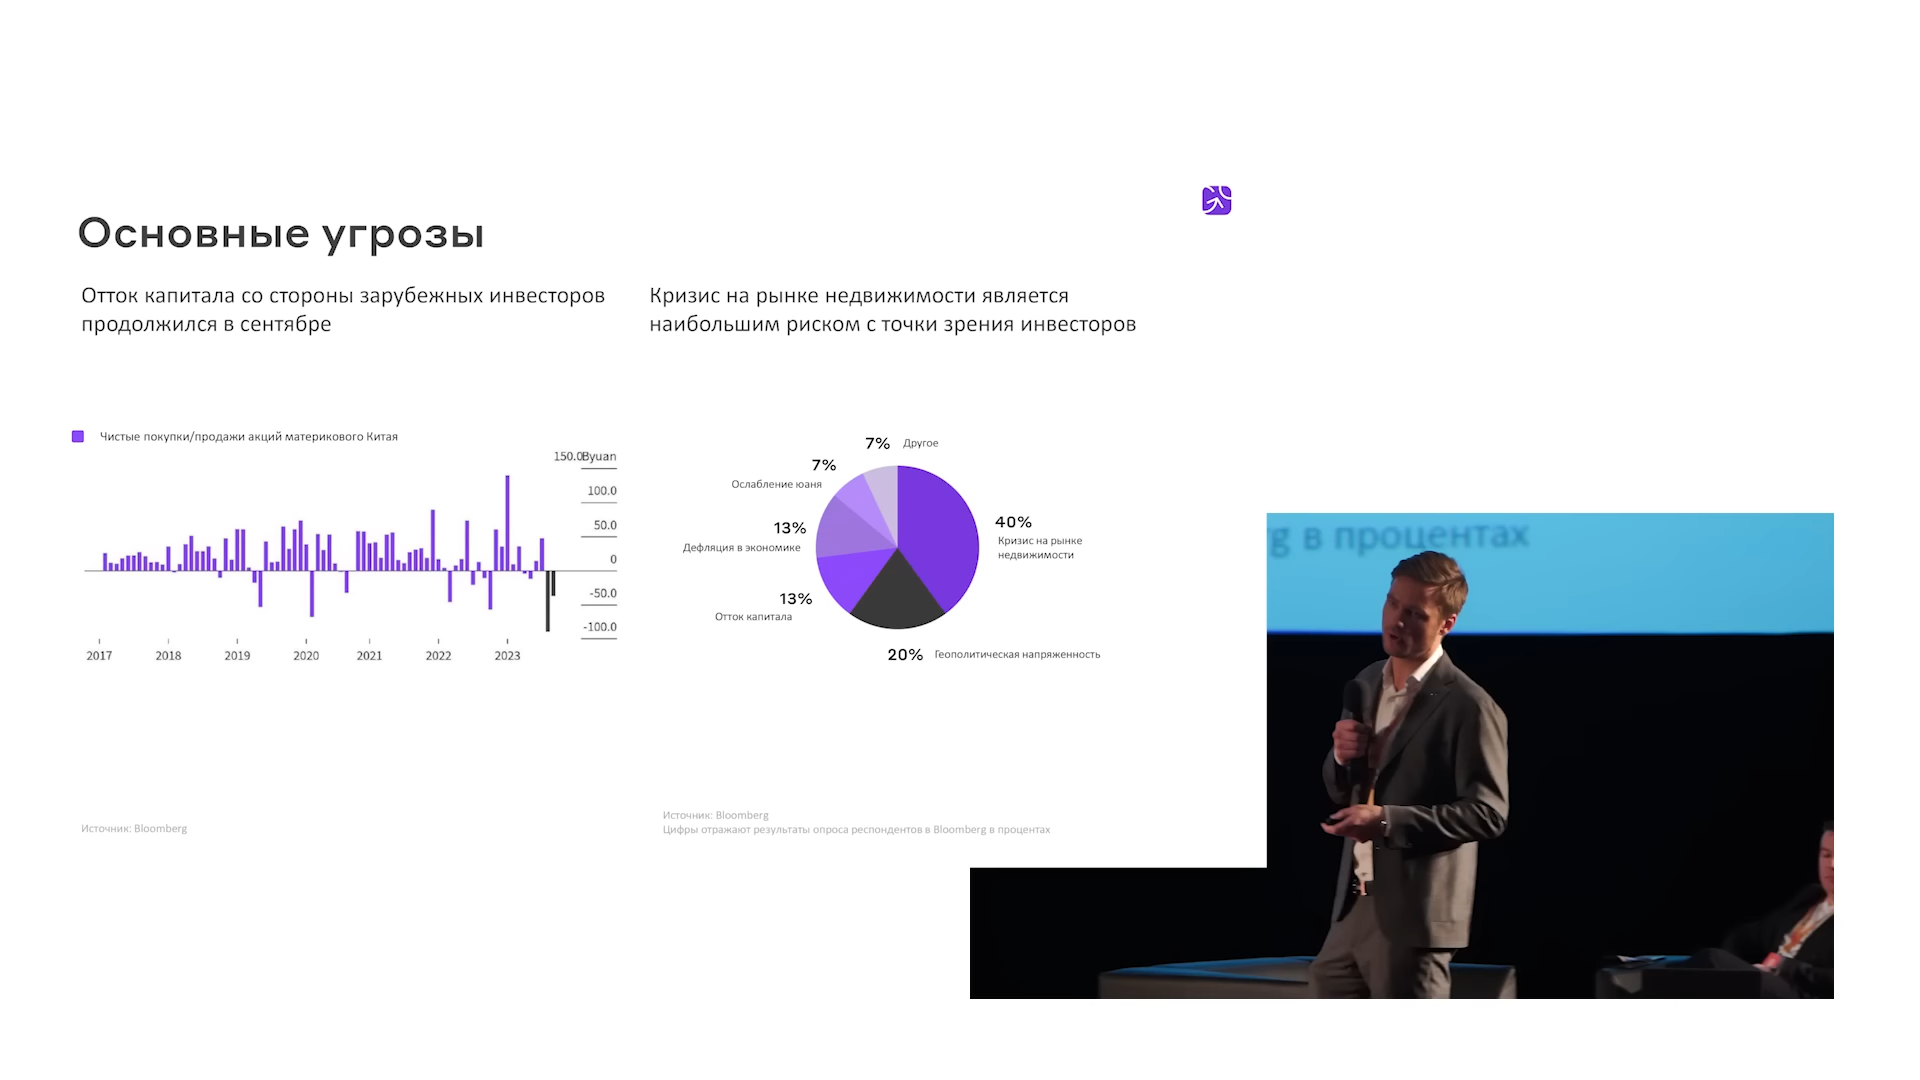 Основные угрозы
Отток капитала со стороны зарубежных инвесторов
продолжился в сентябре
Чистые покупки/продажи акций материкового Китая
150.0Byuan
100.0
50.0
0
-50.0
-100.0
2017 2018 2019 2020 2021 2022 2023
Источник: Bloomberg
Кризис на рынке недвижимости является
наибольшим риском с точки зрения инвесторов
7% Другое
7%
Ослабление юаня
13%
Дефляция в экономике
13%
Отток капитала
40%
Кризис на рынке
недвижимости
20% Геополитическая напряженность
Источник: Bloomberg
Цифры отражают результаты опроса респондентов в Bloomberg в процентах
g в процентах